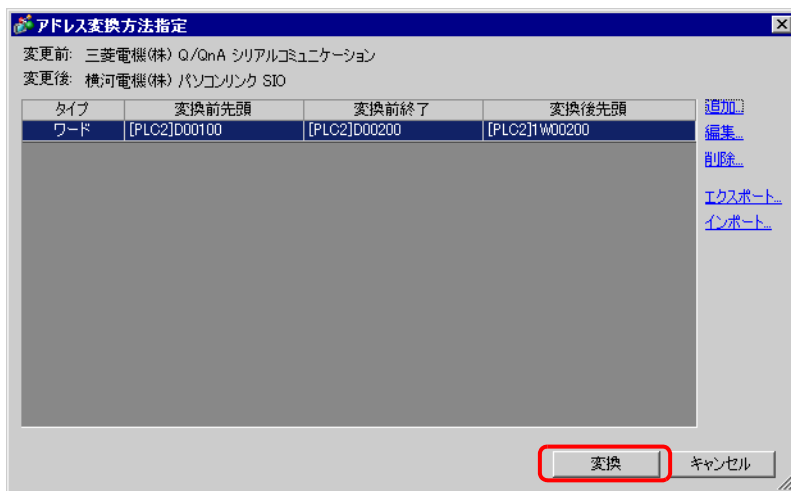 アドレス変換方法指定
変更前: 三菱電機(株) Q/QnA シリアルコミュニケーション
変更後: 横河電機(株) パソコンリンク SIO
タイプ 変換前先頭 変換前終了 変換後先頭
ワード [PLC2]D00100 [PLC2]D00200 [PLC2]1W00200
追加...
編集...
削除...
エクスポート...
インポート...
変換 キャンセル